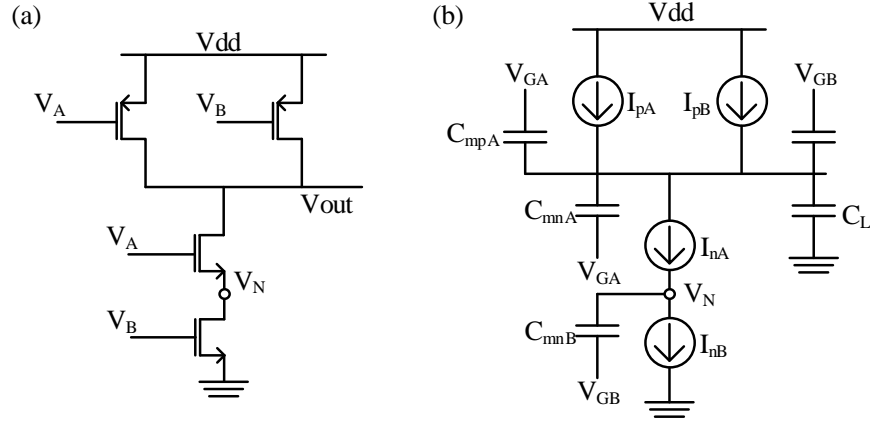 (a)
Vdd
V_A
V_B
Vout
V_A
V_N
V_B
(b)
Vdd
V_GA
V_GB
I_pA
I_pB
C_mpA
C_mnA
C_L
I_nA
V_GA
V_N
C_mnB
I_nB
V_GB